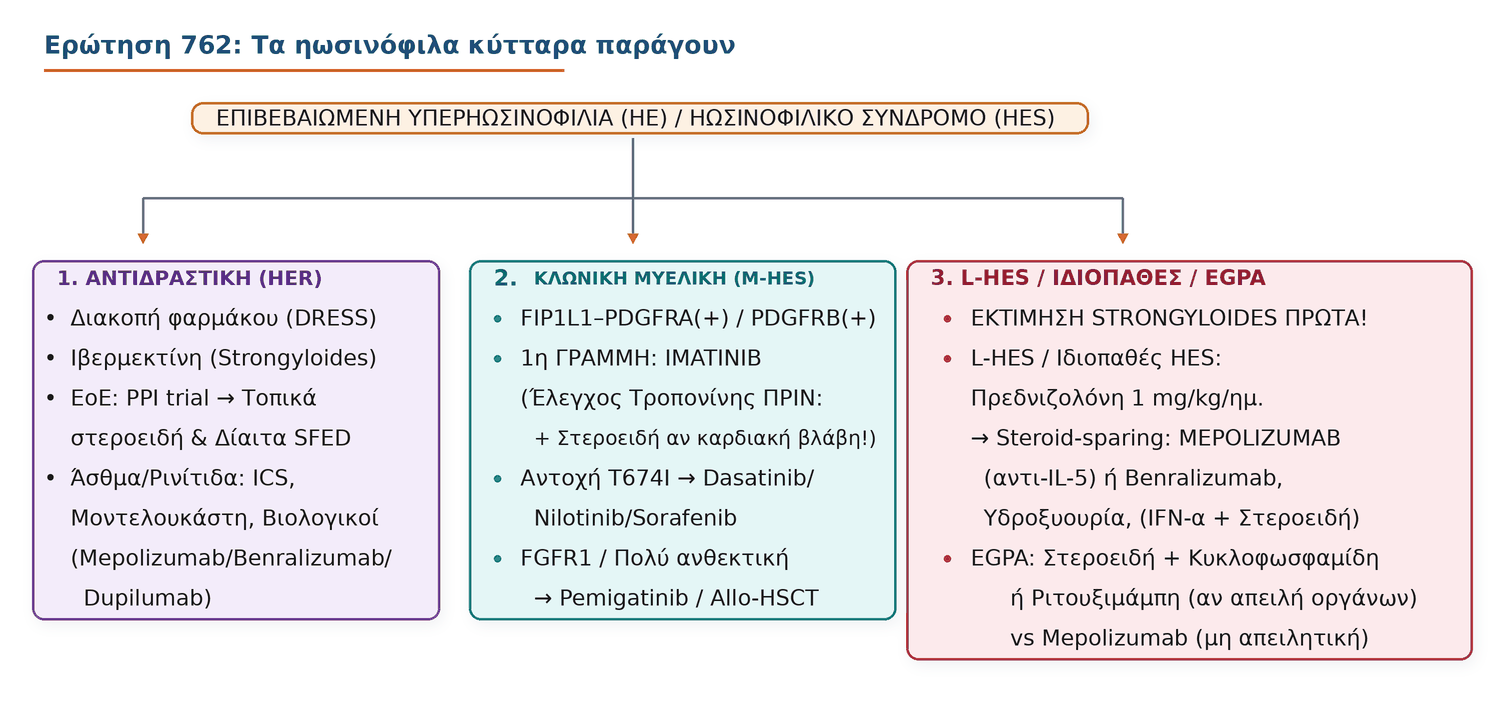 Ερώτηση 762: Τα ηωσινόφιλα κύτταρα παράγουν
ΕΠΙΒΕΒΑΙΩΜΕΝΗ ΥΠΕΡΗΩΣΙΝΟΦΙΛΙΑ (HE) / ΗΩΣΙΝΟΦΙΛΙΚΟ ΣΥΝΔΡΟΜΟ (HES)
1. ΑΝΤΙΔΡΑΣΤΙΚΗ (HER)
• Διακοπή φαρμάκου (DRESS)
• Ιβερμεκτίνη (Strongyloides)
• EoE: PPI trial → Τοπικά
στεροειδή & Δίαιτα SFED
• Άσθμα/Ρινίτιδα: ICS,
Μοντελουκάστη, Βιολογικοί
(Mepolizumab/Benralizumab/
Dupilumab)
2. ΚΛΩΝΙΚΗ ΜΥΕΛΙΚΗ (M-HES)
• FIP1L1–PDGFRA(+) / PDGFRB(+)
• 1η ΓΡΑΜΜΗ: IMATINIB
(Έλεγχος Τροπονίνης ΠΡΙΝ:
+ Στεροειδή αν καρδιακή βλάβη!)
• Αντοχή T674I → Dasatinib/
Nilotinib/Sorafenib
• FGFR1 / Πολύ ανθεκτική
→ Pemigatinib / Allo-HSCT
3. L-HES / ΙΔΙΟΠΑΘΕΣ / EGPA
• ΕΚΤΙΜΗΣΗ STRONGYLOIDES ΠΡΩΤΑ!
• L-HES / Ιδιοπαθές HES:
Πρεδνιζολόνη 1 mg/kg/ημ.
→ Steroid-sparing: MEPOLIZUMAB
(αντι-IL-5) ή Benralizumab,
Υδροξυουρία, (IFN-α + Στεροειδή)
• EGPA: Στεροειδή + Κυκλοφωσφαμίδη
ή Ριτουξιμάμπη (αν απειλή οργάνων)
vs Mepolizumab (μη απειλητική)